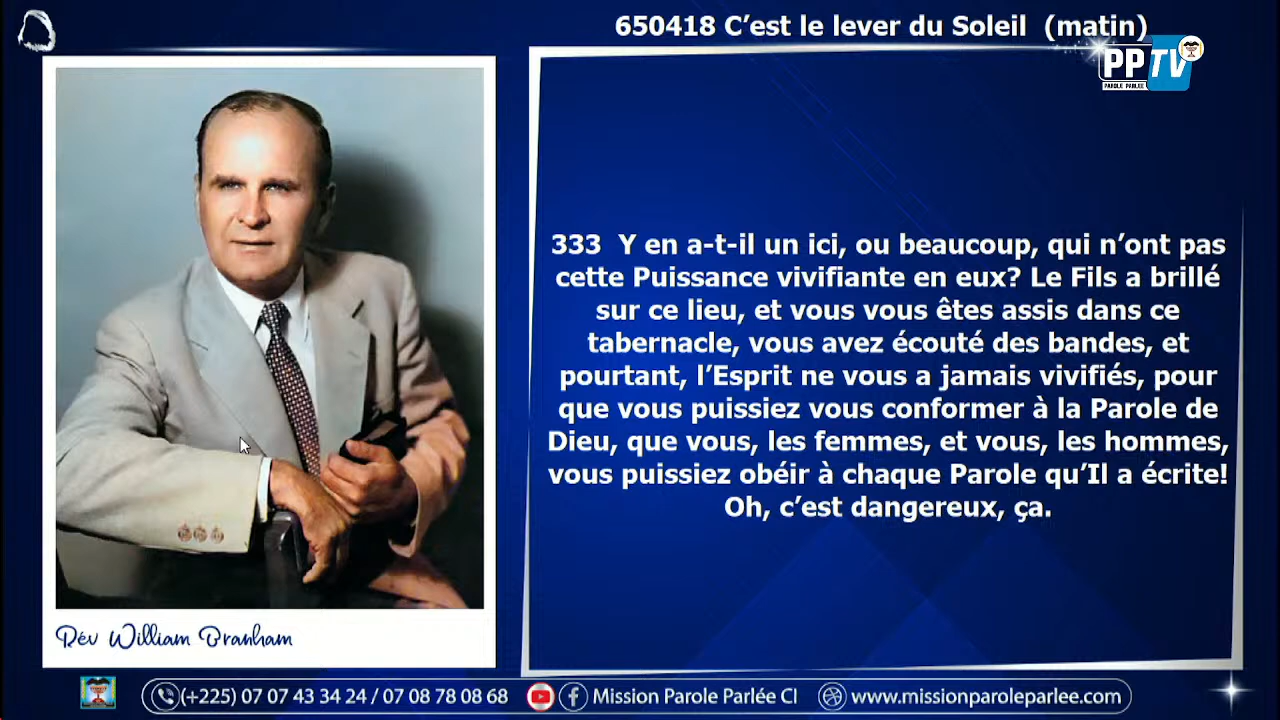 650418 C’est le lever du Soleil (matin)
PPTV
PAROLE PARLEE
333 Y en a-t-il un ici, ou beaucoup, qui n’ont pas
cette Puissance vivifiante en eux? Le Fils a brillé
sur ce lieu, et vous vous êtes assis dans ce
tabernacle, vous avez écouté des bandes, et
pourtant, l’Esprit ne vous a jamais vivifiés, pour
que vous puissiez vous conformer à la Parole de
Dieu, que vous, les femmes, et vous, les hommes,
vous puissiez obéir à chaque Parole qu’Il a écrite!
Oh, c’est dangereux, ça.
Rév William Branham
(+225) 07 07 43 34 24 / 07 08 78 08 68 Mission Parole Parlée CI www.missionparoleparlee.com